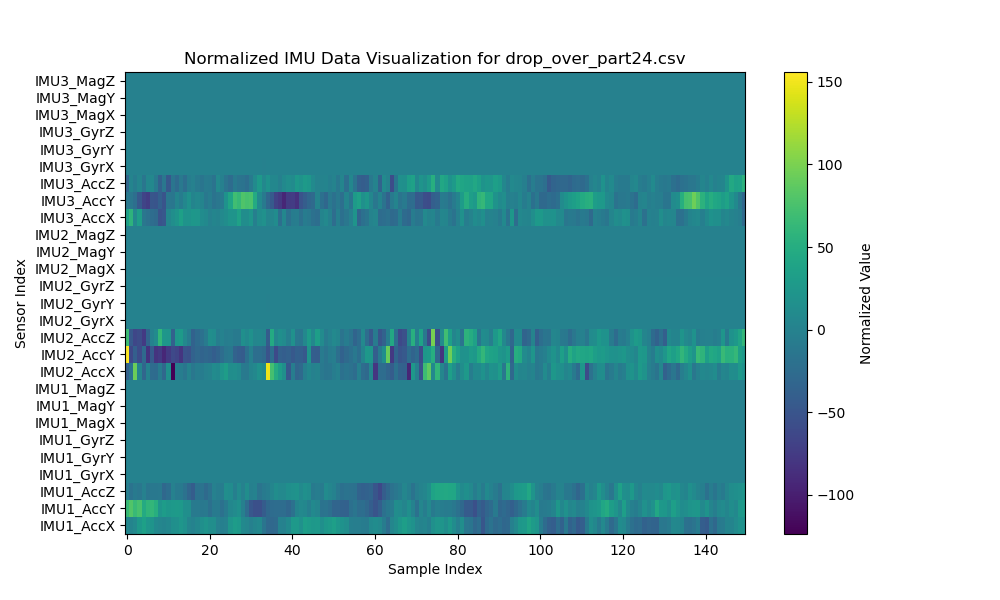 Normalized IMU Data Visualization for drop_over_part24.csv
IMU3_MagZ
IMU3_MagY
IMU3_MagX
IMU3_GyrZ
IMU3_GyrY
IMU3_GyrX
IMU3_AccZ
IMU3_AccY
IMU3_AccX
IMU2_MagZ
IMU2_MagY
IMU2_MagX
IMU2_GyrZ
IMU2_GyrY
IMU2_GyrX
IMU2_AccZ
IMU2_AccY
IMU2_AccX
IMU1_MagZ
IMU1_MagY
IMU1_MagX
IMU1_GyrZ
IMU1_GyrY
IMU1_GyrX
IMU1_AccZ
IMU1_AccY
IMU1_AccX
Sensor Index
0 20 40 60 80 100 120 140
Sample Index
150
100
50
0
−50
−100
Normalized Value